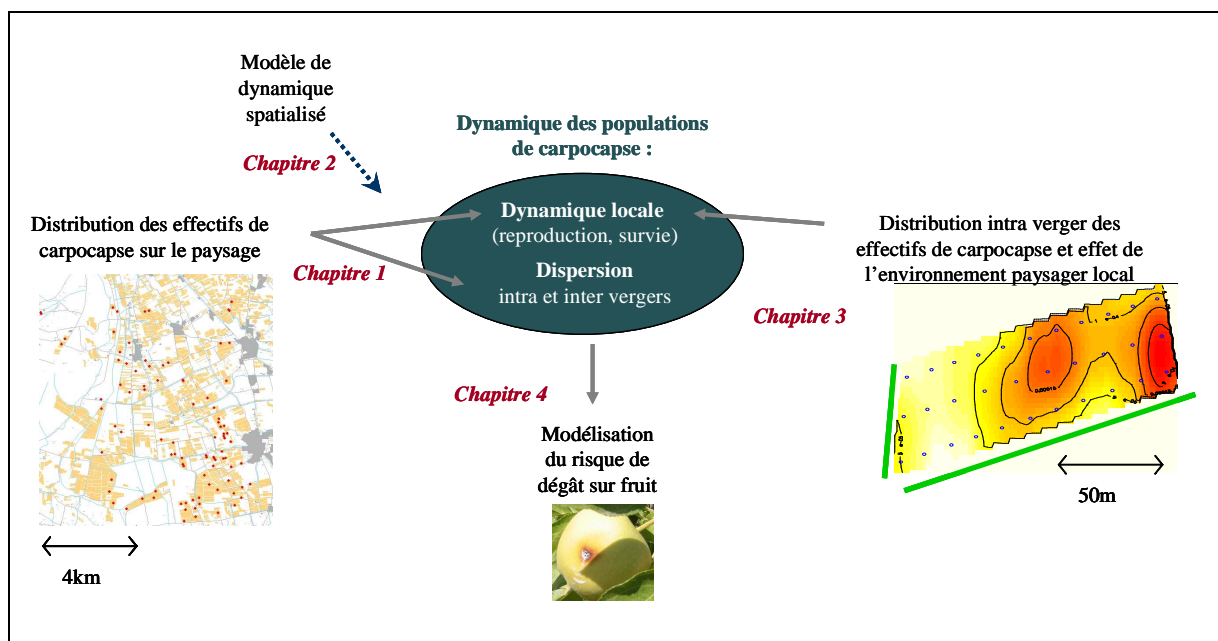 Modèle de
dynamique
spatialisé
Chapitre 2
Dynamique des populations
de carpocapse :
Dynamique locale
(reproduction, survie)
Dispersion
intra et inter vergers
Distribution des effectifs de
carpocapse sur le paysage
Chapitre 1
4km
Distribution intra verger des
effectifs de carpocapse et effet de
l’environnement paysager local
Chapitre 3
50m
Chapitre 4
Modélisation
du risque de
dégât sur fruit